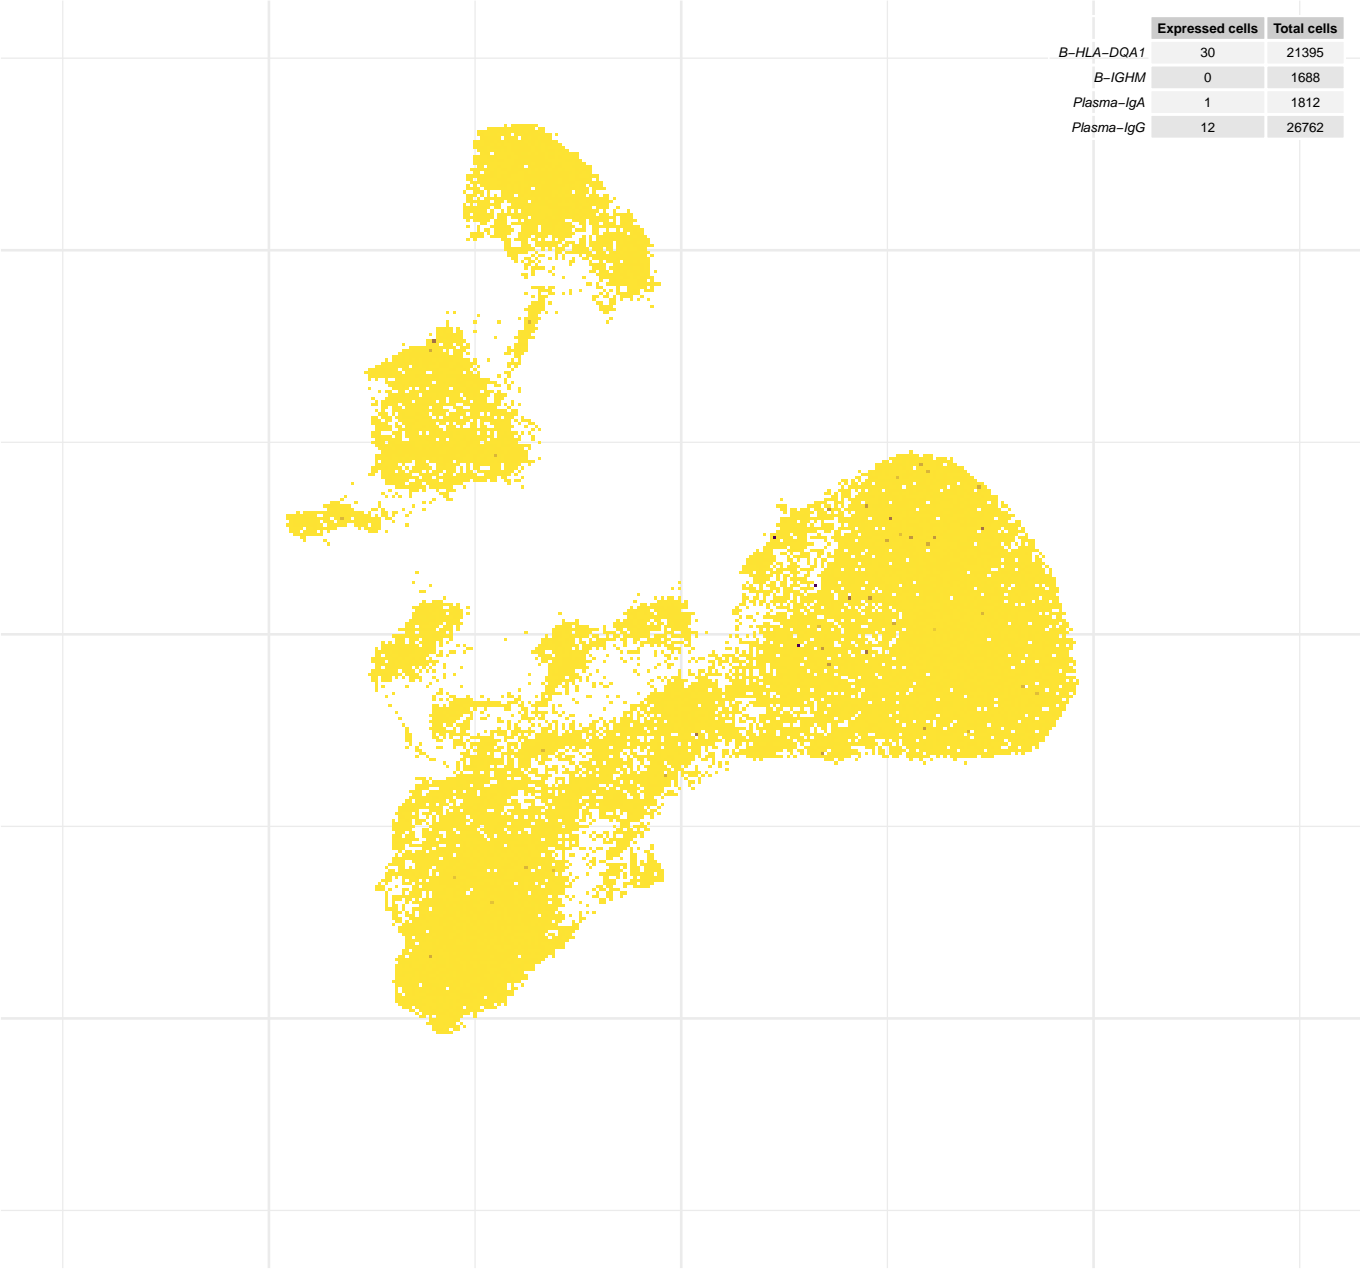 Expressed cells Total cells
B−HLA−DQA1 30 21395
B−IGHM 0 1688
Plasma−IgA 1 1812
Plasma−IgG 12 26762